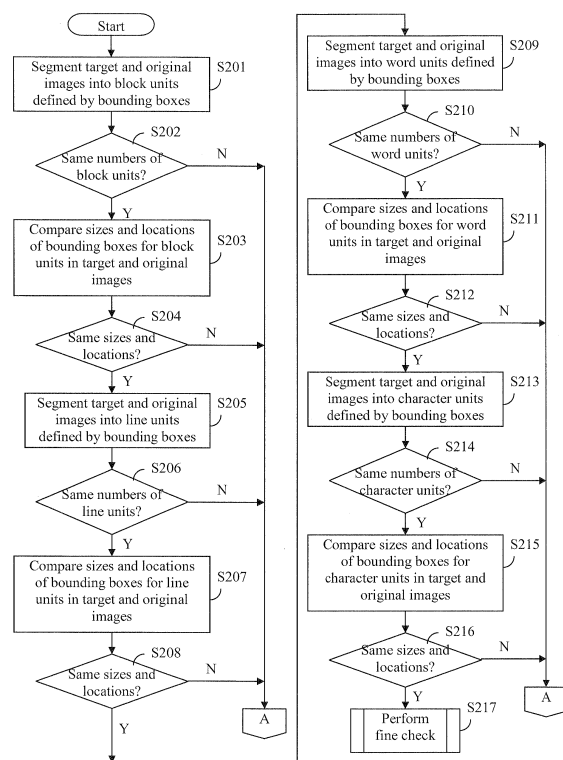 Start
Segment target and original
images into block units
defined by bounding boxes
S201
S202
Same numbers of
block units?
N
Y
Compare sizes and locations
of bounding boxes for block
units in target and original
images
S203
S204
Same sizes and
locations?
N
Y
Segment target and original
images into line units
defined by bounding boxes
S205
S206
Same numbers of
line units?
N
Y
Compare sizes and locations
of bounding boxes for line
units in target and original
images
S207
S208
Same sizes and
locations?
N
Y
A
Segment target and original
images into word units defined
by bounding boxes
S209
S210
Same numbers of
word units?
N
Y
Compare sizes and locations
of bounding boxes for word
units in target and original
images
S211
S212
Same sizes and
locations?
N
Y
Segment target and original
images into character units
defined by bounding boxes
S213
S214
Same numbers of
character units?
N
Y
Compare sizes and locations
of bounding boxes for
character units in target and
original images
S215
S216
Same sizes and
locations?
N
Y
A
Perform
fine check
S217